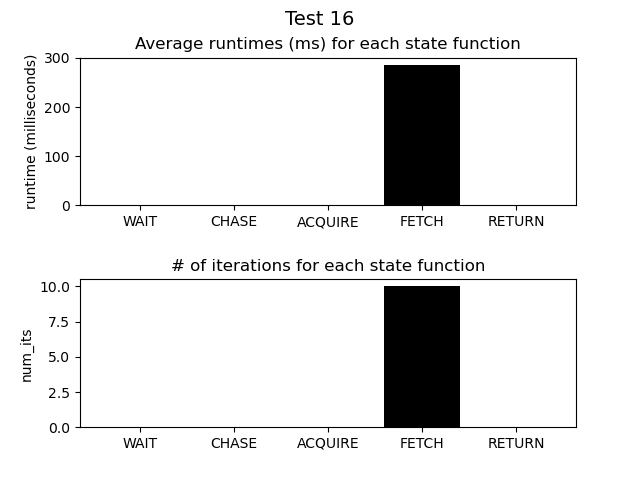 Test 16
Average runtimes (ms) for each state function
runtime (milliseconds)
300
200
100
0
WAIT CHASE ACQUIRE FETCH RETURN
# of iterations for each state function
num_its
10.0
7.5
5.0
2.5
0.0
WAIT CHASE ACQUIRE FETCH RETURN